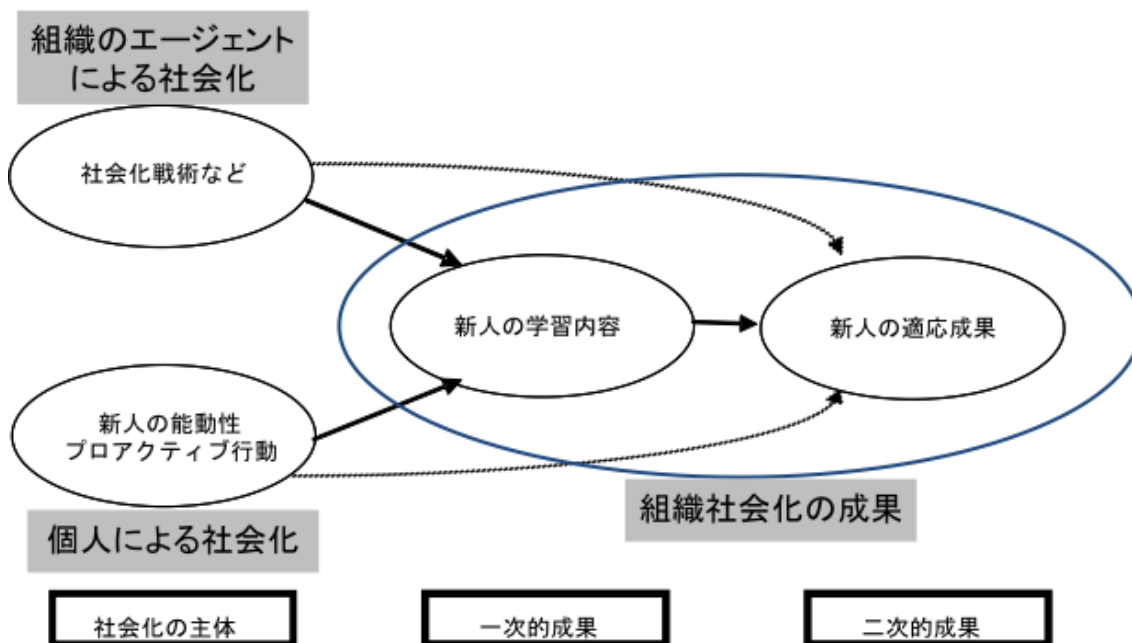 組織のエージェント
による社会化
社会化戦術など
新人の学習内容
新人の適応成果
新人の能動性
プロアクティブ行動
組織社会化の成果
個人による社会化
社会化の主体
一次的成果
二次的成果